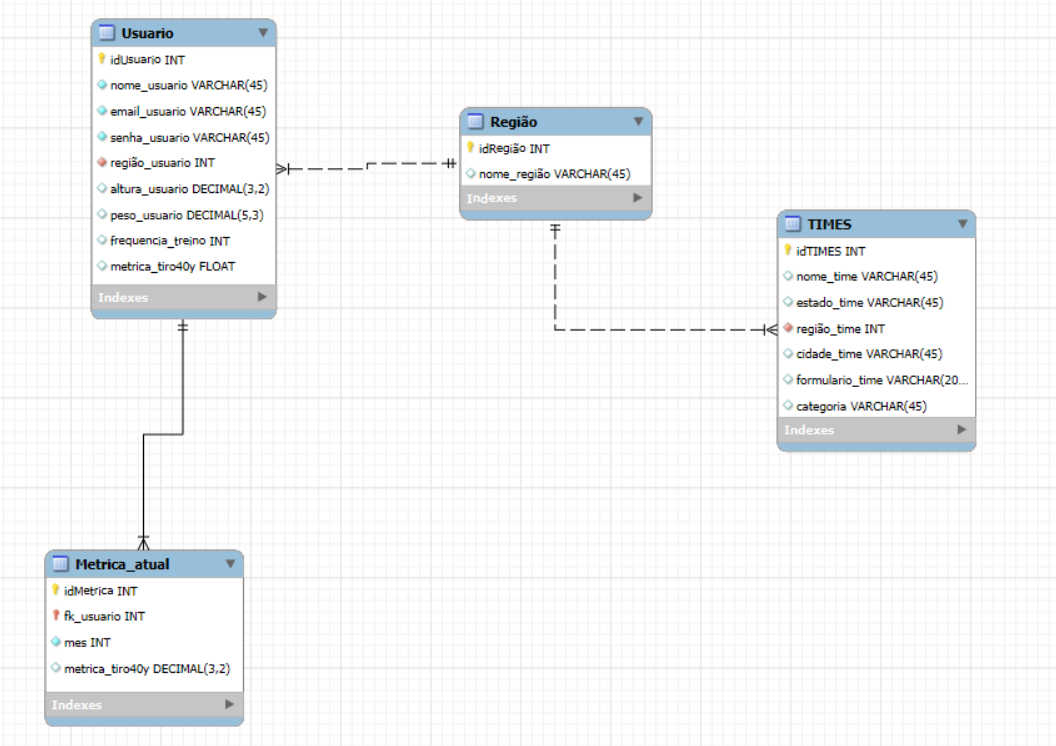 Usuario
idUsuario INT
nome_usuario VARCHAR(45)
email_usuario VARCHAR(45)
senha_usuario VARCHAR(45)
região_usuario INT
altura_usuario DECIMAL(3,2)
peso_usuario DECIMAL(5,3)
frequencia_treino INT
metrica_tiro40y FLOAT
Indexes
Região
idRegião INT
nome_região VARCHAR(45)
Indexes
TIMES
idTIMES INT
nome_time VARCHAR(45)
estado_time VARCHAR(45)
região_time INT
cidade_time VARCHAR(45)
formulario_time VARCHAR(20...
categoria VARCHAR(45)
Indexes
Metrica_atual
idMetrica INT
fk_usuario INT
mes INT
metrica_tiro40y DECIMAL(3,2)
Indexes